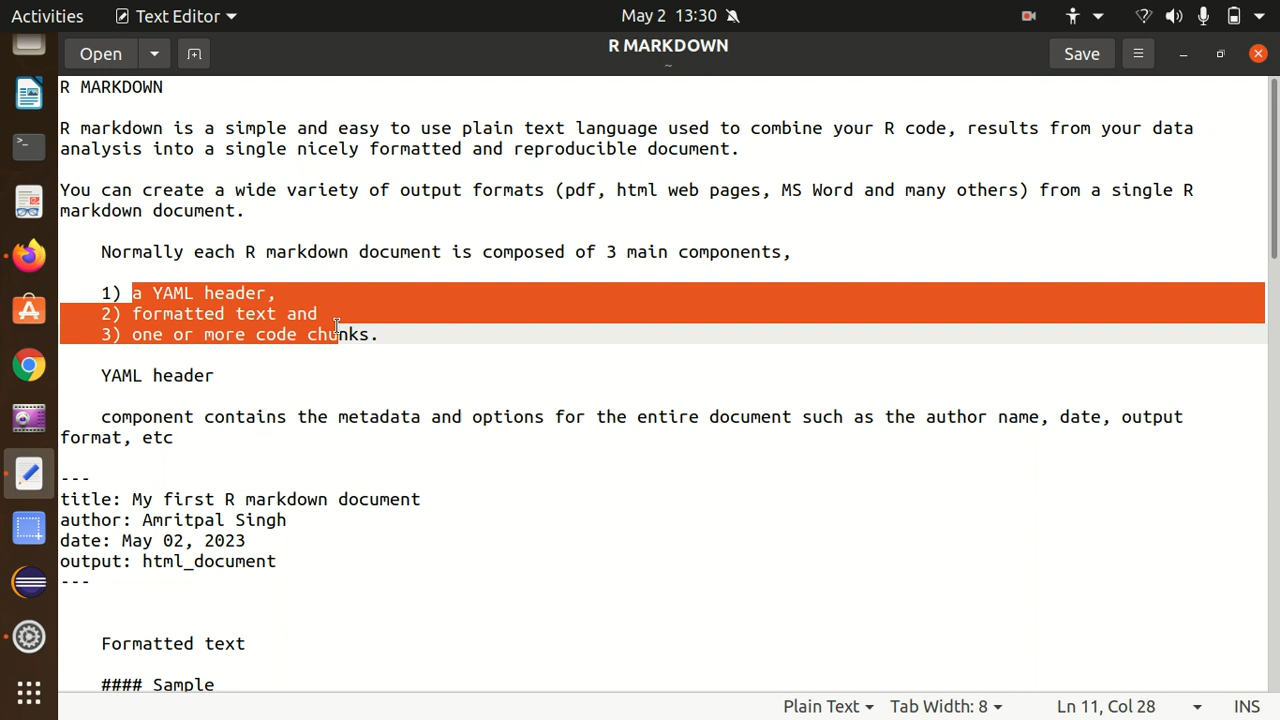 Activities Text Editor May 2 13:30
Open R MARKDOWN Save
~
R MARKDOWN
R markdown is a simple and easy to use plain text language used to combine your R code, results from your data
analysis into a single nicely formatted and reproducible document.
You can create a wide variety of output formats (pdf, html web pages, MS Word and many others) from a single R
markdown document.
Normally each R markdown document is composed of 3 main components,
1) a YAML header,
2) formatted text and
3) one or more code chunks.
YAML header
component contains the metadata and options for the entire document such as the author name, date, output
format, etc
---
title: My first R markdown document
author: Amritpal Singh
date: May 02, 2023
output: html_document
---
Formatted text
#### Sample
Plain Text Tab Width: 8 Ln 11, Col 28 INS